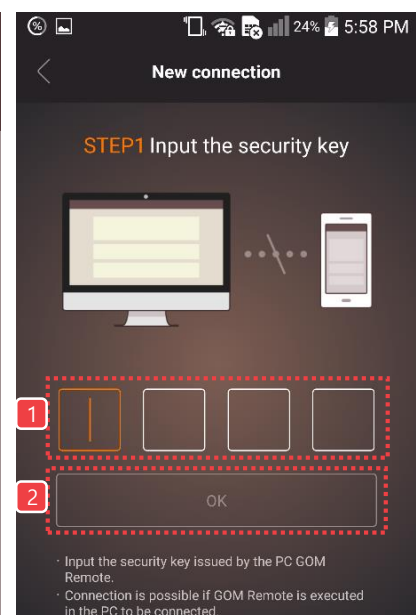 24% 5:58 PM
New connection
STEP1 Input the security key
1
2
OK
· Input the security key issued by the PC GOM
Remote.
· Connection is possible if GOM Remote is executed
in the PC to be connected.